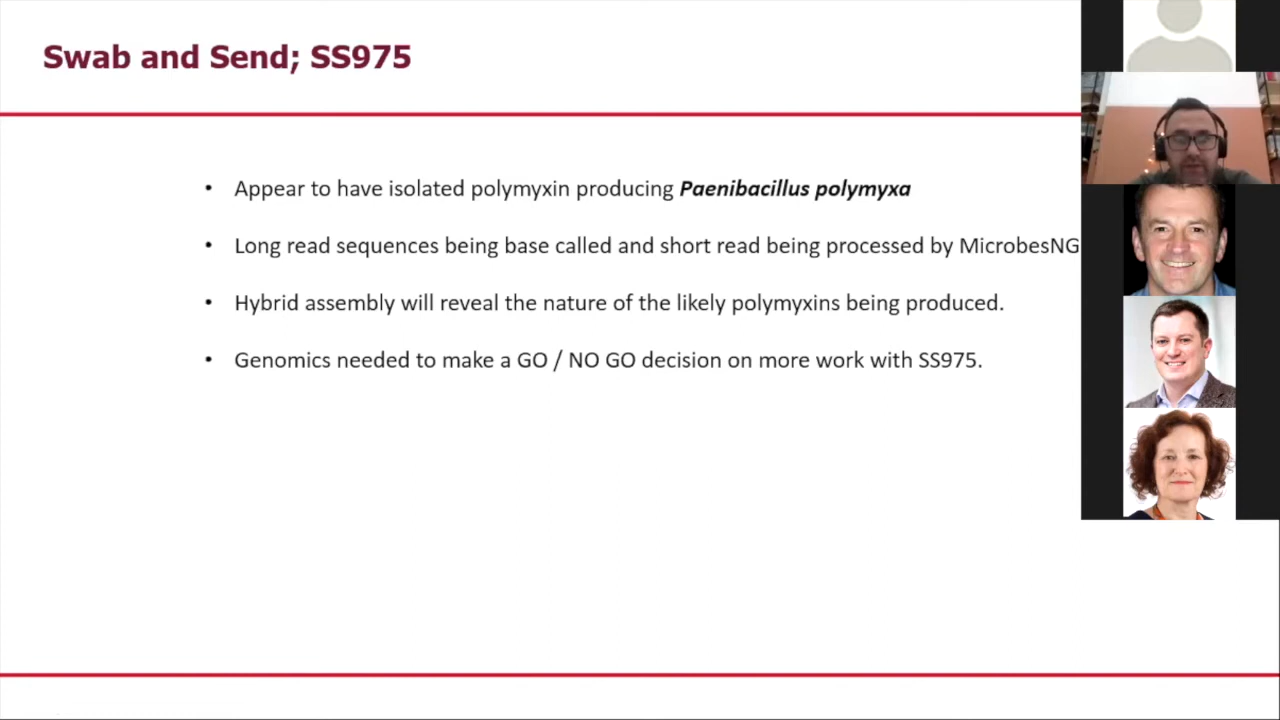 Swab and Send; SS975
• Appear to have isolated polymyxin producing Paenibacillus polymyxa
• Long read sequences being base called and short read being processed by MicrobesNG
• Hybrid assembly will reveal the nature of the likely polymyxins being produced.
• Genomics needed to make a GO / NO GO decision on more work with SS975.